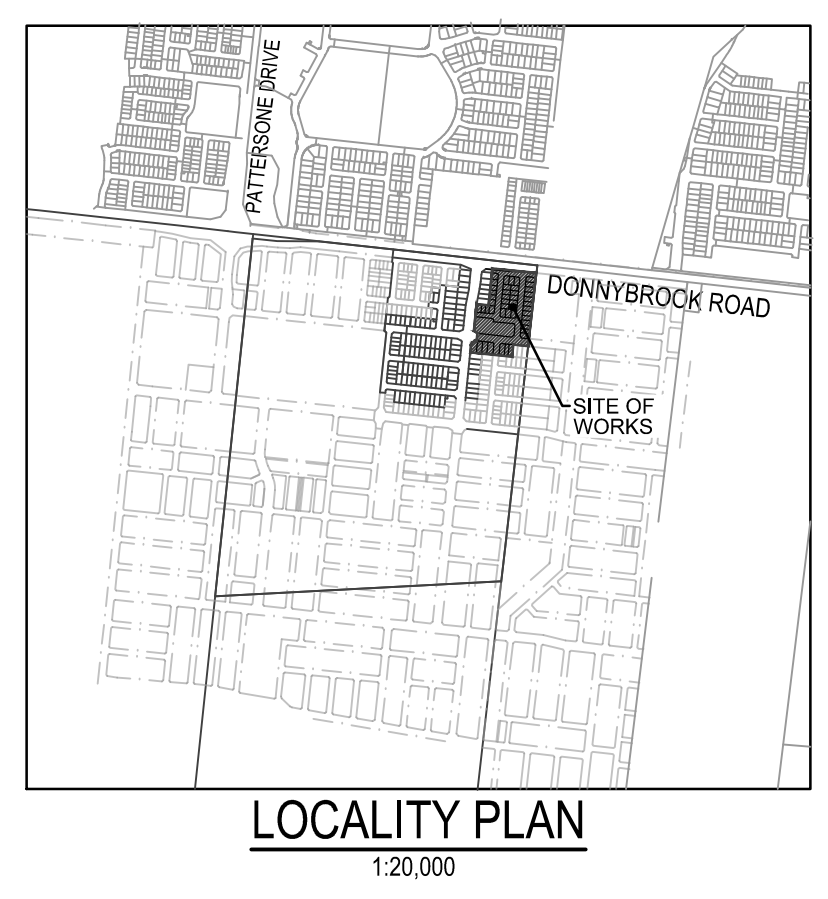 PATTERSONE DRIVE
DONNYBROOK ROAD
SITE OF
WORKS
LOCALITY PLAN
1:20,000